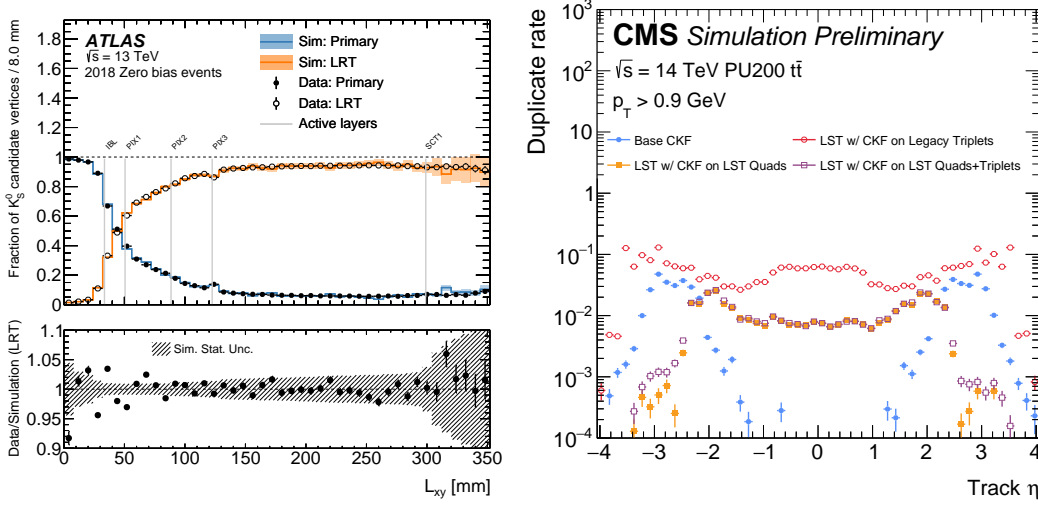 ATLAS
√s = 13 TeV
2018 Zero bias events
Sim: Primary
Sim: LRT
Data: Primary
Data: LRT
Active layers
IBL
PIX1
PIX2
PIX3
SCT1
Fraction of K⁰S candidate vertices / 8.0 mm
1.8
1.6
1.4
1.2
1
0.8
0.6
0.4
0.2
0
Sim. Stat. Unc.
Data/Simulation (LRT)
1.1
1.05
1
0.95
0.9
0 50 100 150 200 250 300 350
Lxy [mm]
CMS Simulation Preliminary
√s = 14 TeV PU200 tt̄
pT > 0.9 GeV
Base CKF
LST w/ CKF on Legacy Triplets
LST w/ CKF on LST Quads
LST w/ CKF on LST Quads+Triplets
Duplicate rate
10³
10²
10
1
10⁻¹
10⁻²
10⁻³
10⁻⁴
−4 −3 −2 −1 0 1 2 3 4
Track η